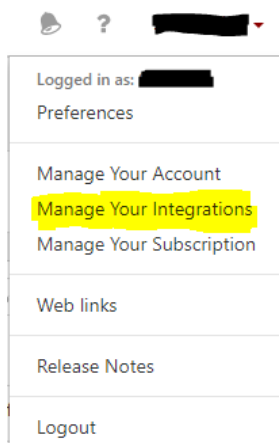 ?
Logged in as:
Preferences
Manage Your Account
Manage Your Integrations
Manage Your Subscription
Web links
Release Notes
Logout